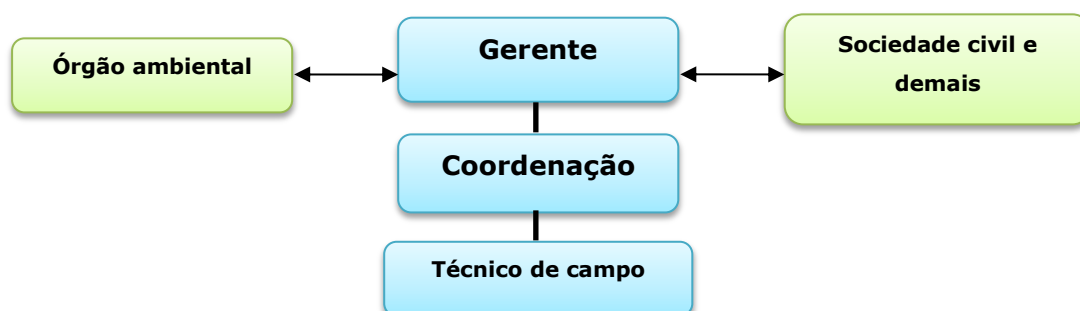 Órgão ambiental
Gerente
Sociedade civil e
demais
Coordenação
Técnico de campo